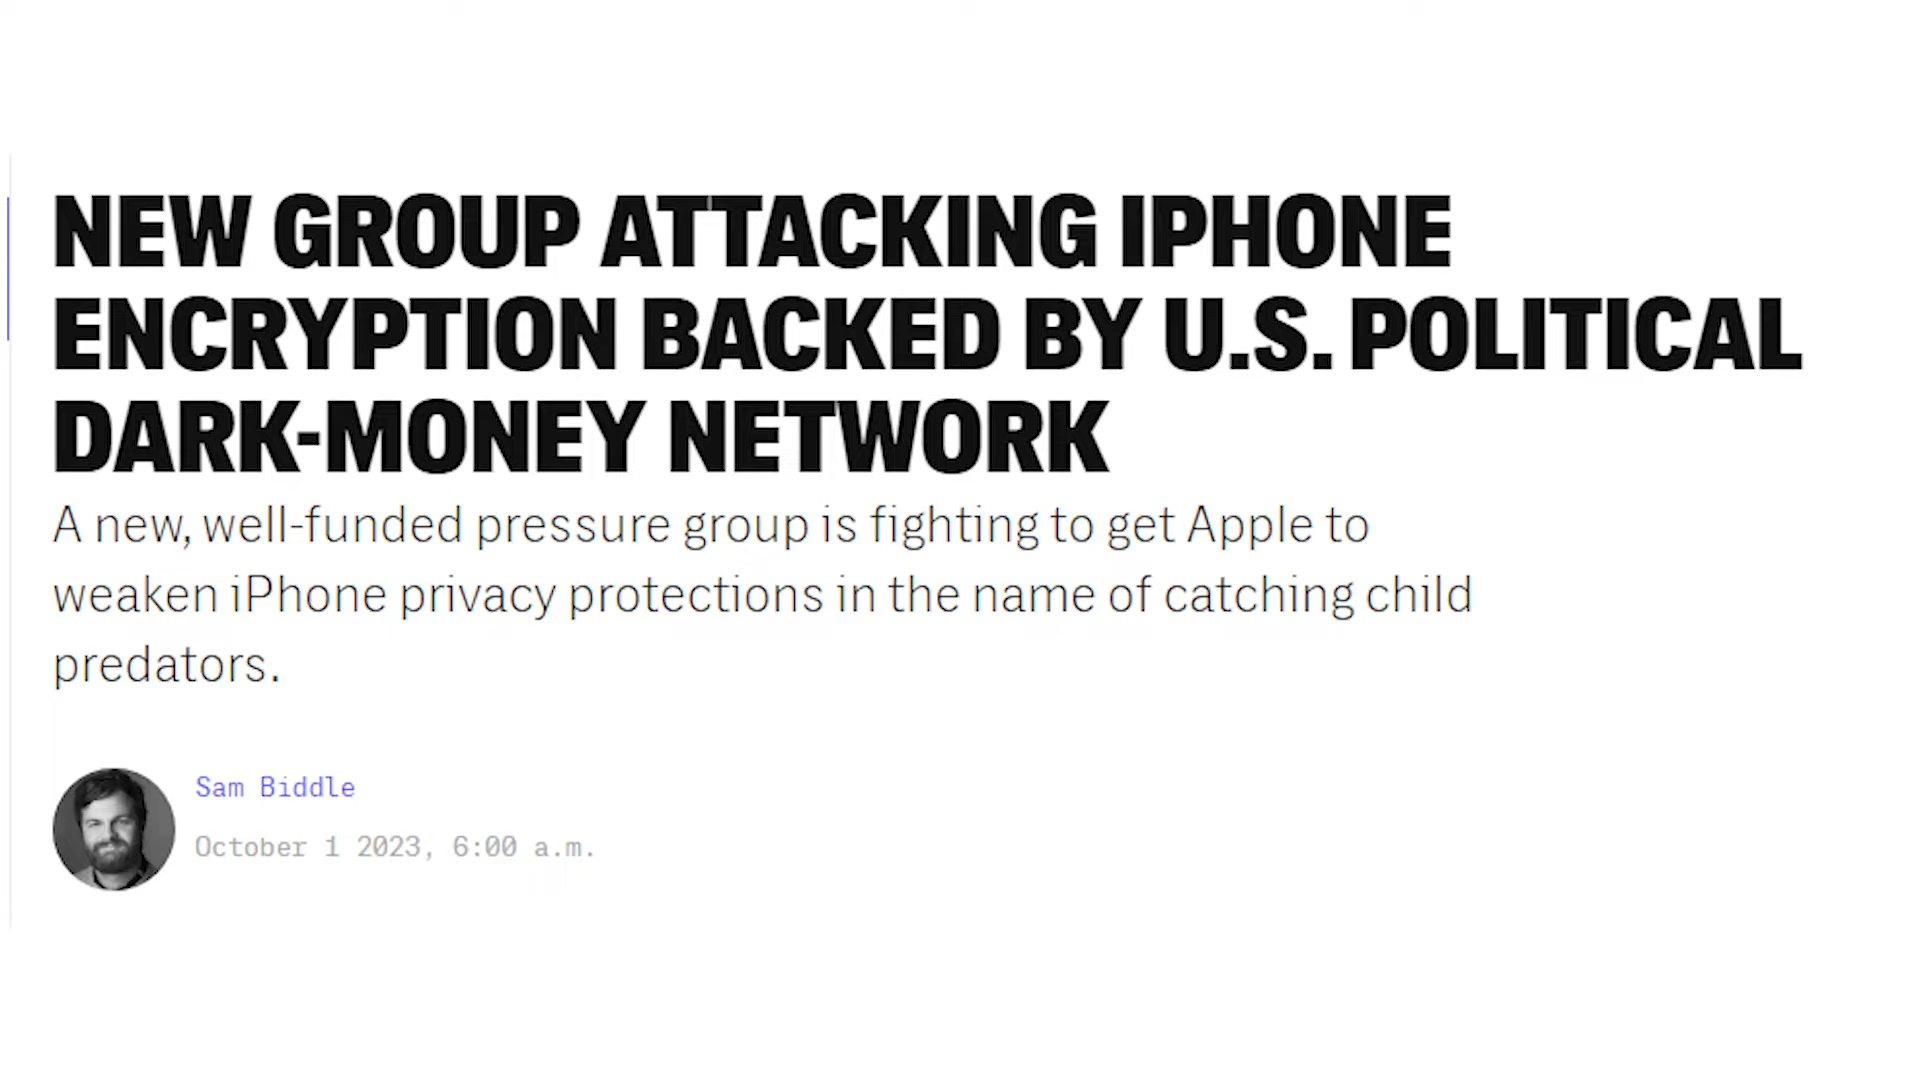 NEW GROUP ATTACKING IPHONE
ENCRYPTION BACKED BY U.S. POLITICAL
DARK-MONEY NETWORK
A new, well-funded pressure group is fighting to get Apple to
weaken iPhone privacy protections in the name of catching child
predators.
Sam Biddle
October 1 2023, 6:00 a.m.